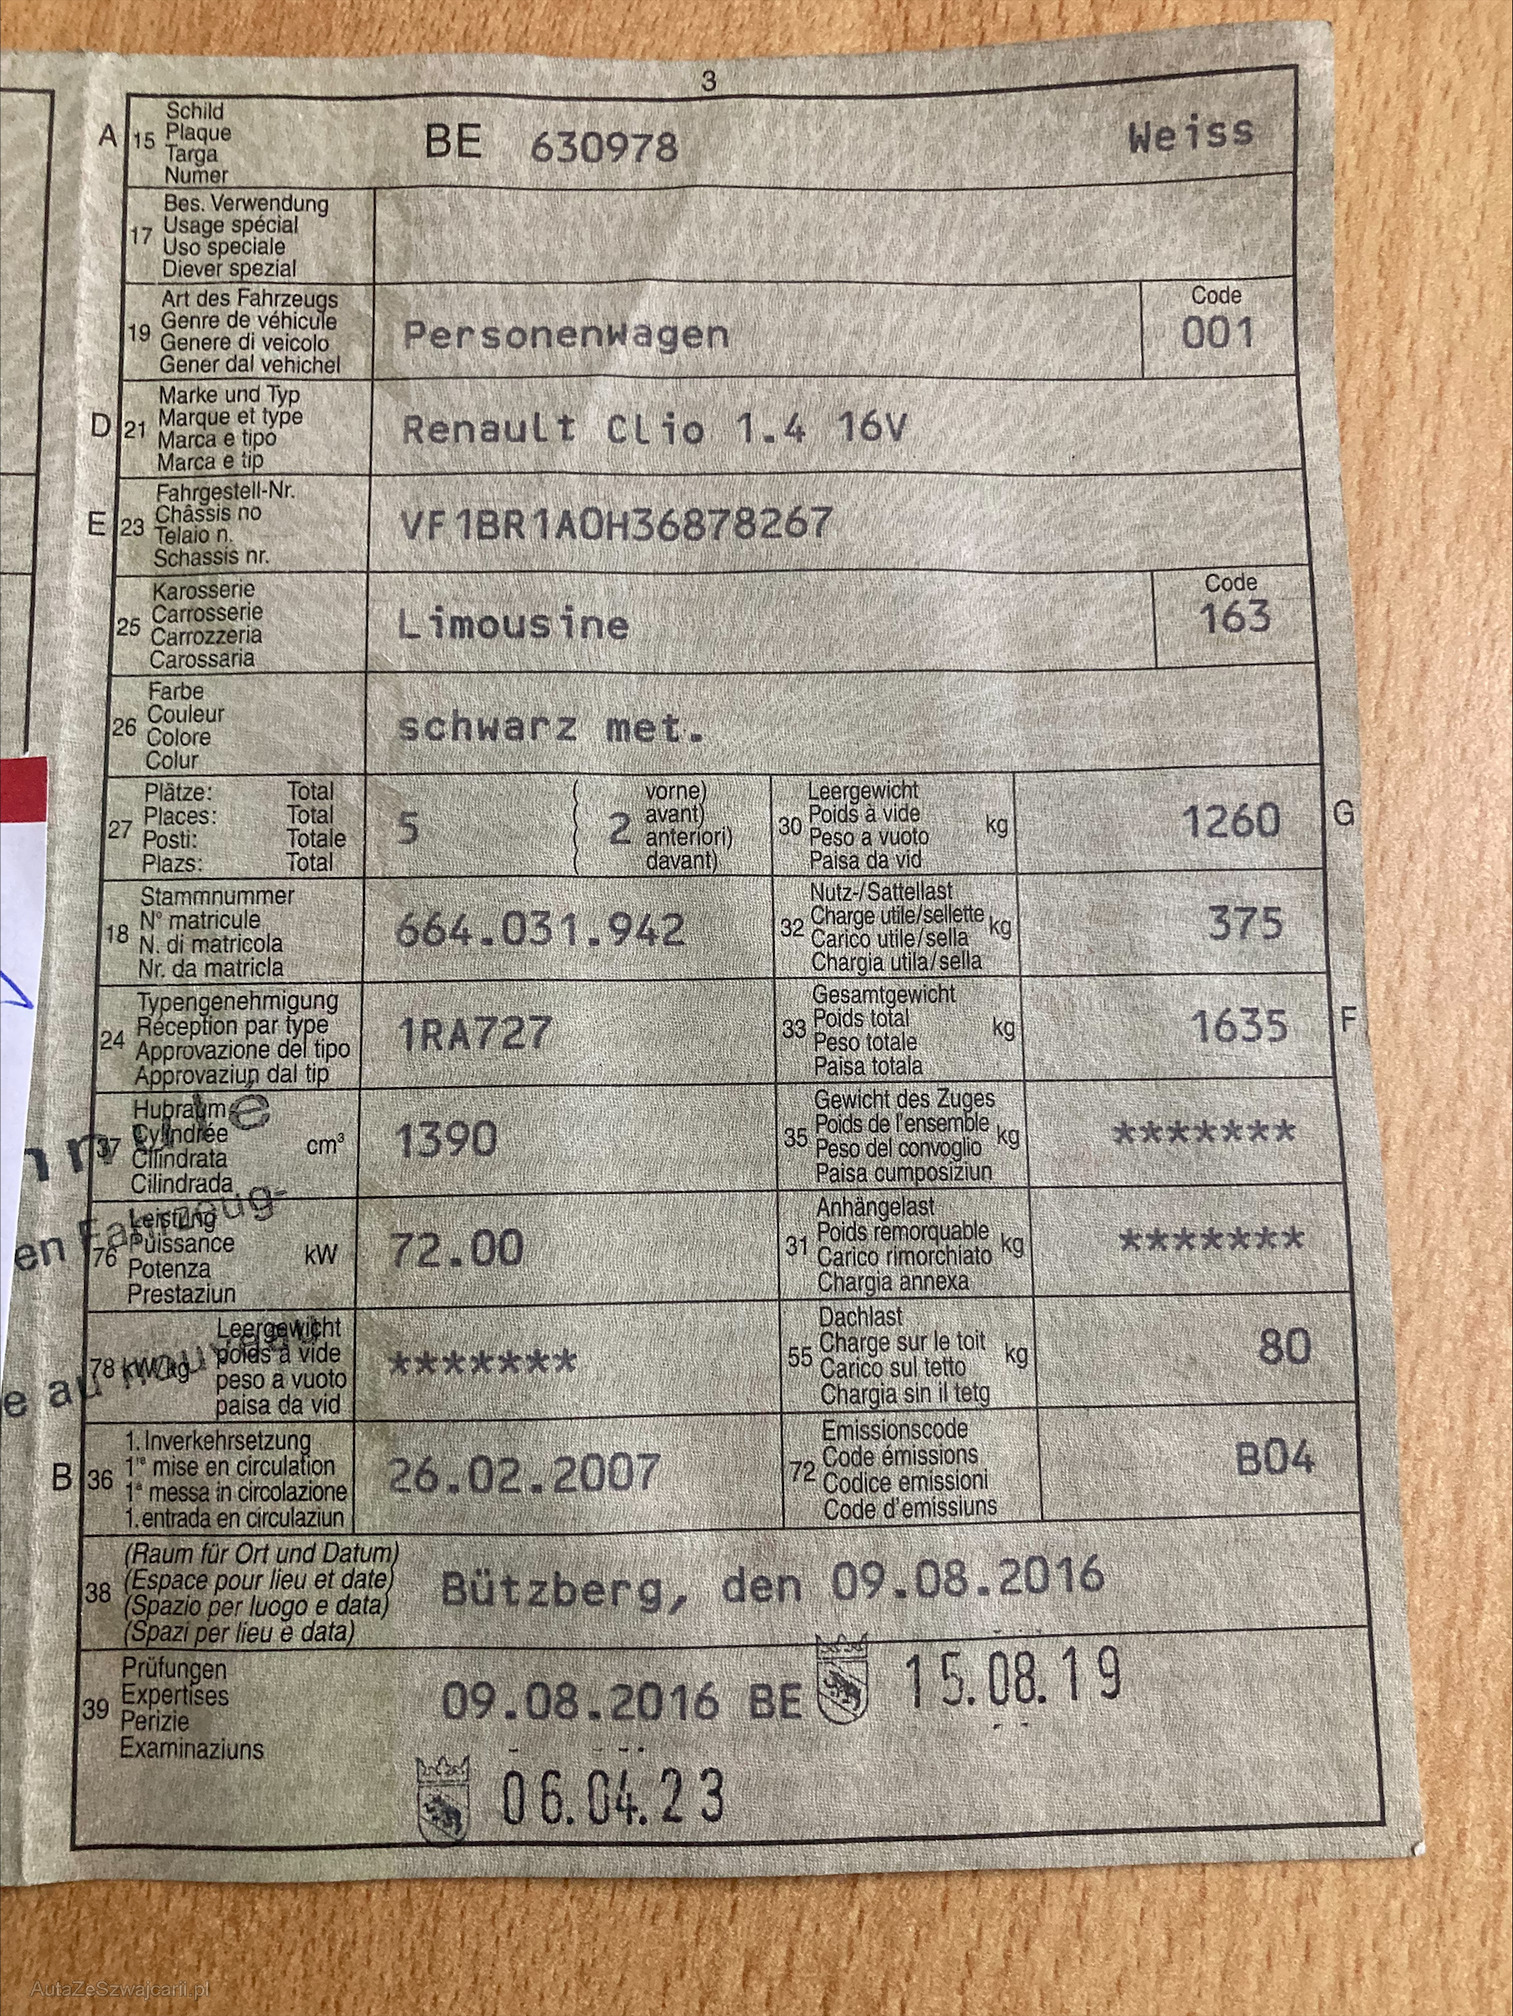 3
A 15 Schild
Plaque
Targa
Numer
BE 630978 Weiss
17 Bes. Verwendung
Usage spécial
Uso speciale
Diever spezial
19 Art des Fahrzeugs
Genre de véhicule
Genere di veicolo
Gener dal vehichel
Personenwagen
Code
001
D 21 Marke und Typ
Marque et type
Marca e tipo
Marca e tip
Renault Clio 1.4 16V
E 23 Fahrgestell-Nr.
Châssis no
Telaio n.
Schassis nr.
VF1BR1A0H36878267
25 Karosserie
Carrosserie
Carrozzeria
Carossaria
Limousine
Code
163
26 Farbe
Couleur
Colore
Colur
schwarz met.
27 Plätze: Total
Places: Total
Posti: Totale
Plazs: Total
5
( vorne)
( 2 avant)
( anteriori)
( davant)
30 Leergewicht
Poids à vide kg
Peso a vuoto
Paisa da vid
1260 G
18 Stammnummer
N° matricule
N. di matricola
Nr. da matricla
664.031.942
32 Nutz-/Sattellast
Charge utile/sellette kg
Carico utile/sella
Chargia utila/sella
375
24 Typengenehmigung
Réception par type
Approvazione del tipo
Approvaziun dal tip
1RA727
33 Gesamtgewicht
Poids total kg
Peso totale
Paisa totala
1635 F
37 Hubraum
Cylindrée cm³
Cilindrata
Cilindrada
1390
35 Gewicht des Zuges
Poids de l'ensemble kg
Peso del convoglio
Paisa cumposiziun
*******
76 Leistung
Puissance kW
Potenza
Prestaziun
72.00
31 Anhängelast
Poids remorquable kg
Carico rimorchiato
Chargia annexa
*******
78 kW/kg Leergewicht
poids à vide
peso a vuoto
paisa da vid
*******
55 Dachlast
Charge sur le toit kg
Carico sul tetto
Chargia sin il tetg
80
B 36 1. Inverkehrsetzung
1re mise en circulation
1a messa in circolazione
1. entrada en circulaziun
26.02.2007
72 Emissionscode
Code émissions
Codice emissioni
Code d'emissiuns
B04
38 (Raum für Ort und Datum)
(Espace pour lieu et date)
(Spazio per luogo e data)
(Spazi per lieu e data)
Bützberg, den 09.08.2016
39 Prüfungen
Expertises
Perizie
Examinaziuns
09.08.2016 BE 15.08.19
06.04.23
en Fahrzeug-
e au nouveau
AutaZeSzwajcarii.pl